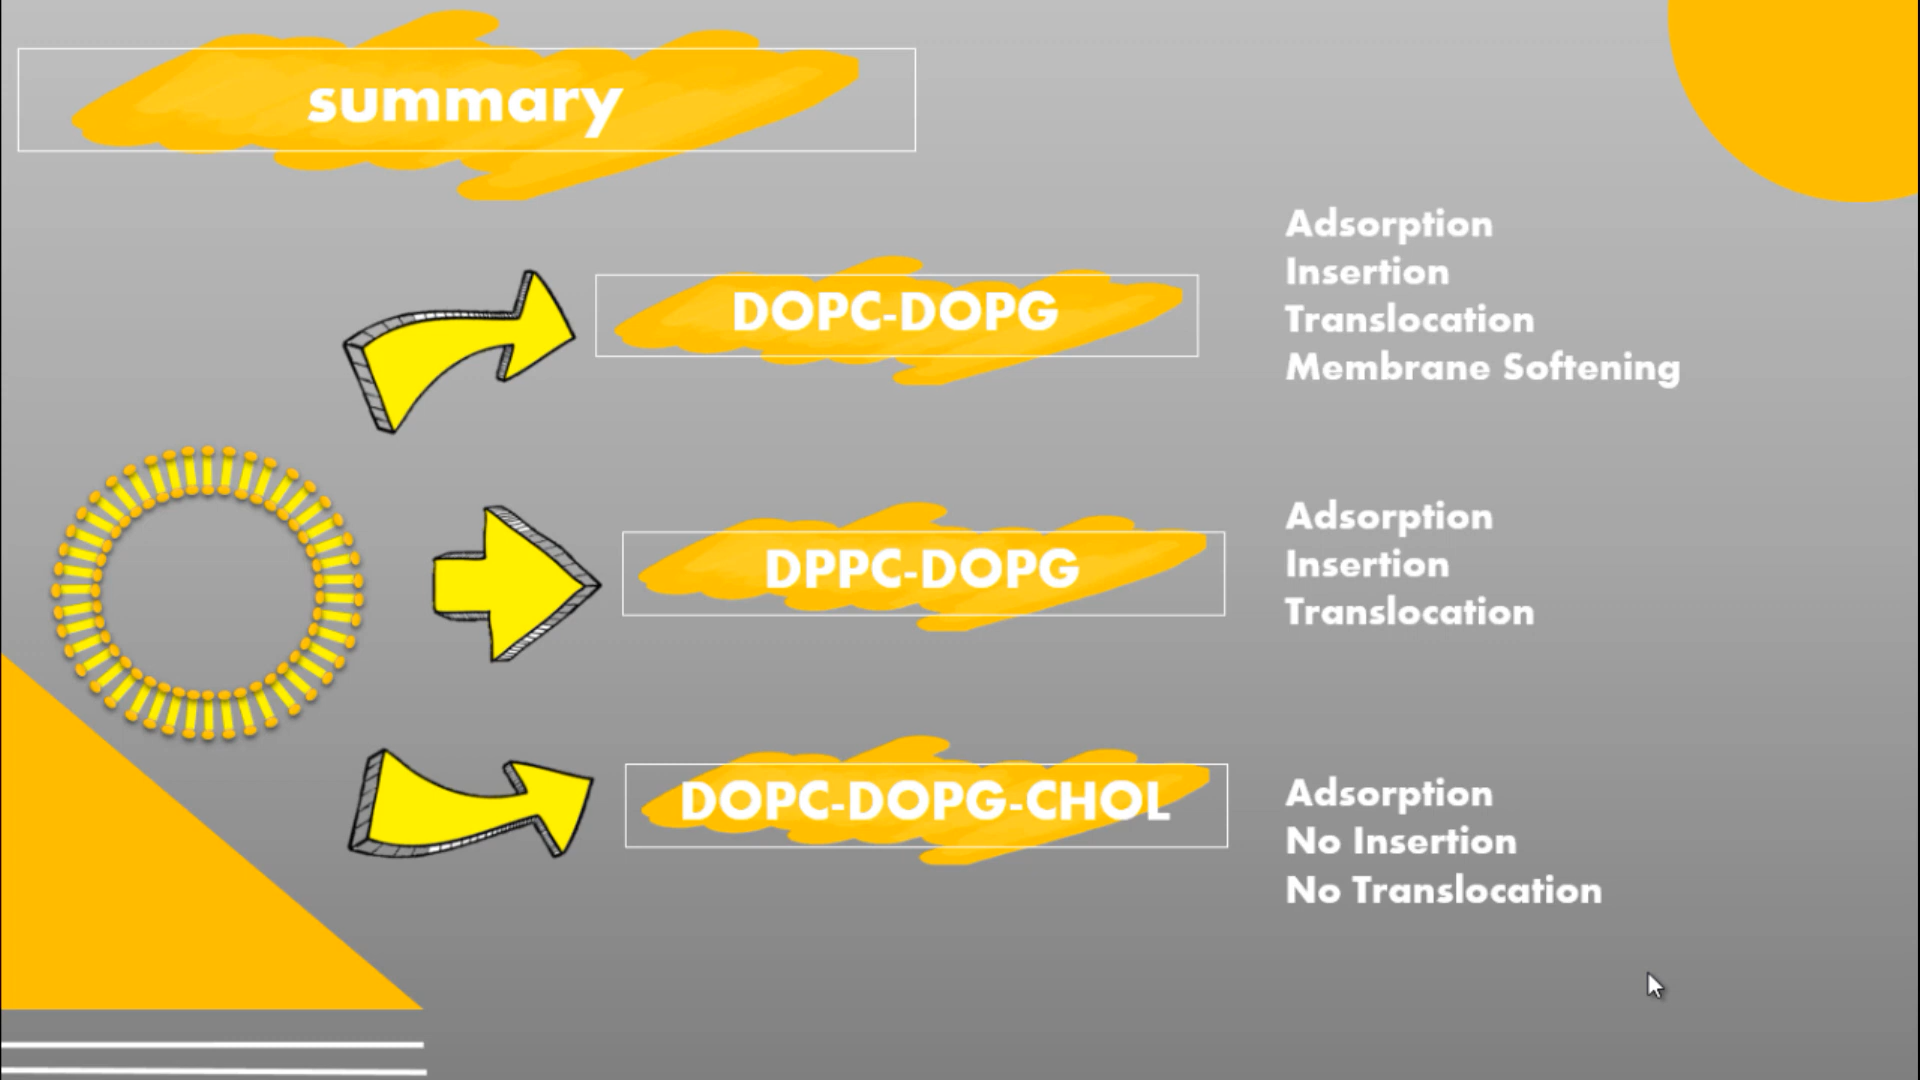 summary
DOPC-DOPG
Adsorption
Insertion
Translocation
Membrane Softening
DPPC-DOPG
Adsorption
Insertion
Translocation
DOPC-DOPG-CHOL
Adsorption
No Insertion
No Translocation